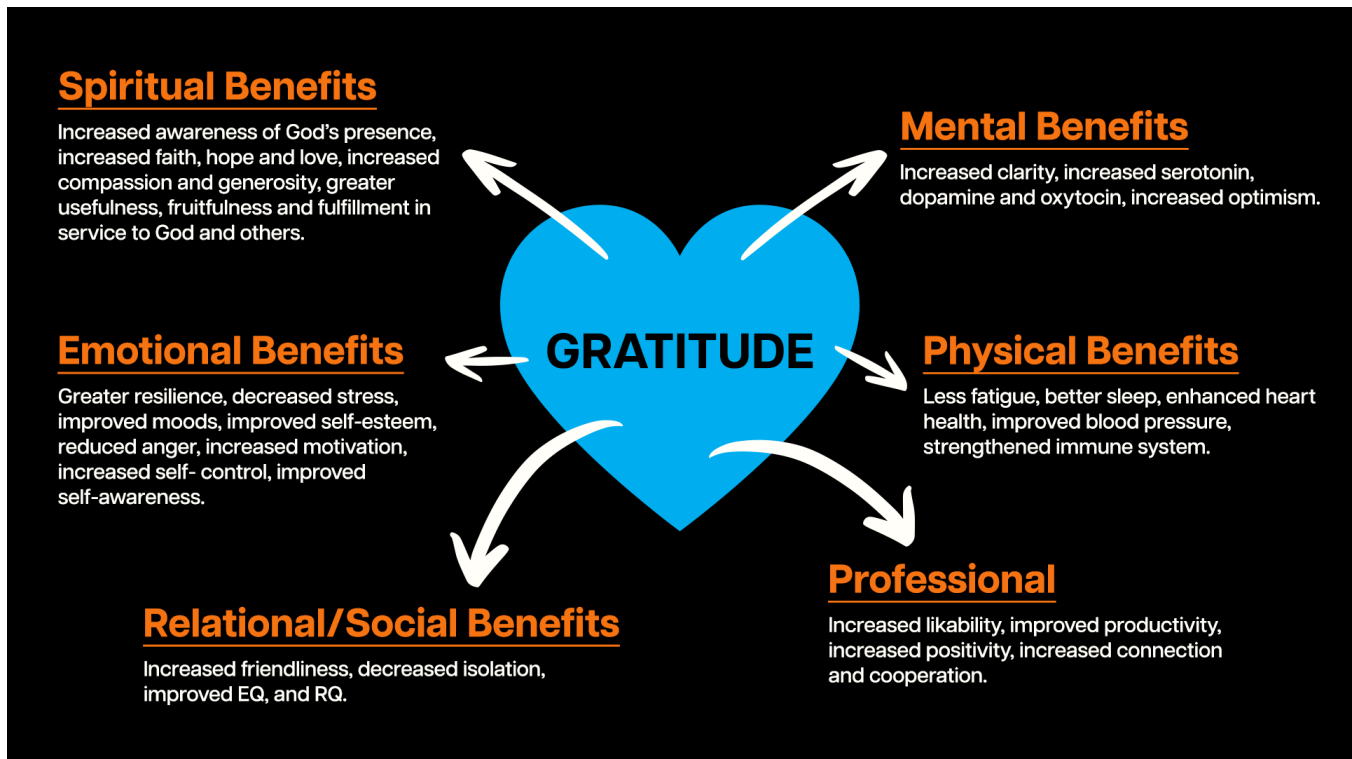 Spiritual Benefits
Increased awareness of God's presence,
increased faith, hope and love, increased
compassion and generosity, greater
usefulness, fruitfulness and fulfillment in
service to God and others.
Mental Benefits
Increased clarity, increased serotonin,
dopamine and oxytocin, increased optimism.
GRATITUDE
Emotional Benefits
Greater resilience, decreased stress,
improved moods, improved self-esteem,
reduced anger, increased motivation,
increased self- control, improved
self-awareness.
Physical Benefits
Less fatigue, better sleep, enhanced heart
health, improved blood pressure,
strengthened immune system.
Relational/Social Benefits
Increased friendliness, decreased isolation,
improved EQ, and RQ.
Professional
Increased likability, improved productivity,
increased positivity, increased connection
and cooperation.